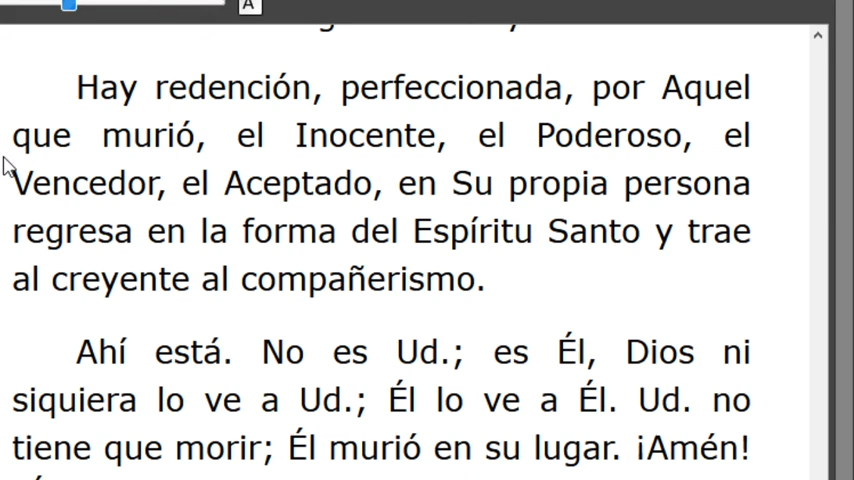 A
Hay redención, perfeccionada, por Aquel
que murió, el Inocente, el Poderoso, el
Vencedor, el Aceptado, en Su propia persona
regresa en la forma del Espíritu Santo y trae
al creyente al compañerismo.
Ahí está. No es Ud.; es Él, Dios ni
siquiera lo ve a Ud.; Él lo ve a Él. Ud. no
tiene que morir; Él murió en su lugar. ¡Amén!